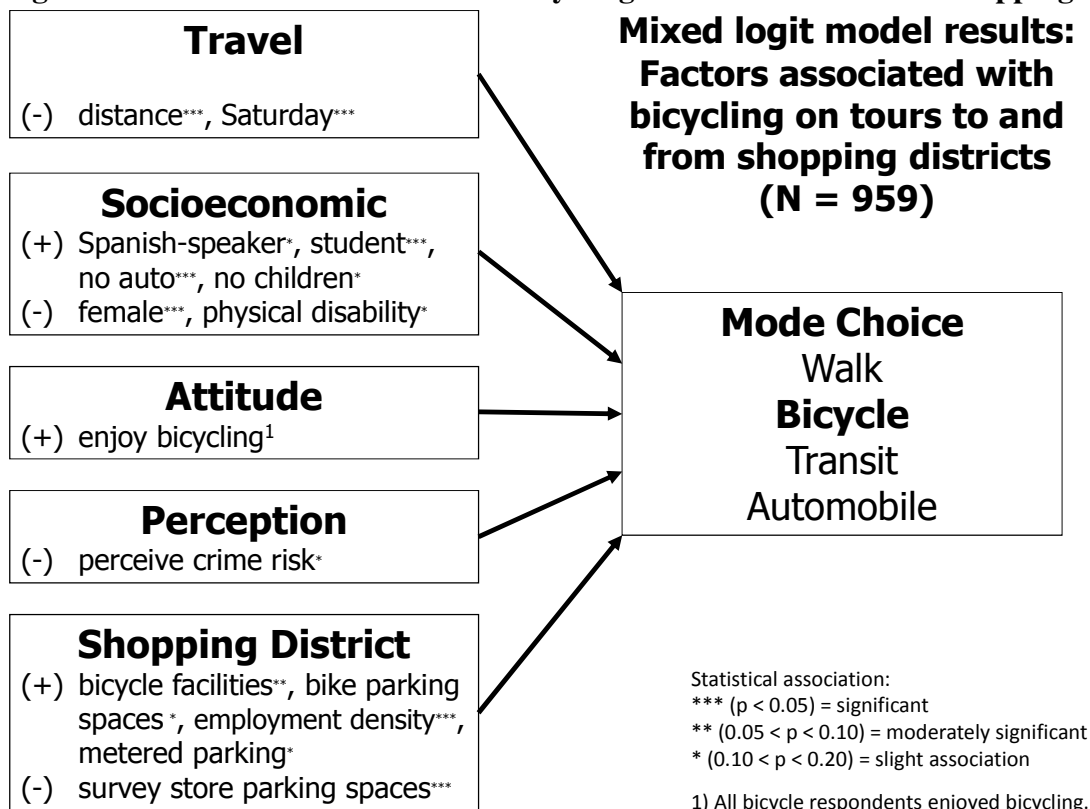 Travel
(-) distance***, Saturday***
Socioeconomic
(+) Spanish-speaker*, student***,
no auto***, no children*
(-) female***, physical disability*
Attitude
(+) enjoy bicycling1
Perception
(-) perceive crime risk*
Shopping District
(+) bicycle facilities**, bike parking
spaces *, employment density***,
metered parking*
(-) survey store parking spaces***
Mixed logit model results:
Factors associated with
bicycling on tours to and
from shopping districts
(N = 959)
Mode Choice
Walk
Bicycle
Transit
Automobile
Statistical association:
*** (p < 0.05) = significant
** (0.05 < p < 0.10) = moderately significant
* (0.10 < p < 0.20) = slight association
1) All bicycle respondents enjoyed bicycling.